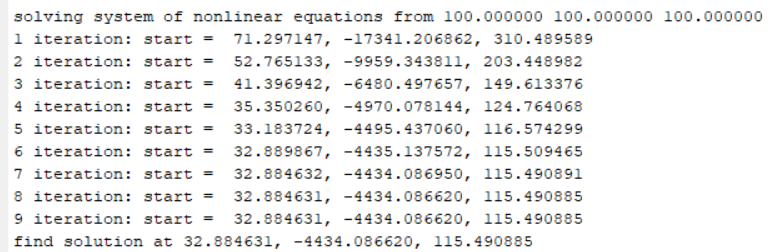 solving system of nonlinear equations from 100.000000 100.000000 100.000000
1 iteration: start =  71.297147, -17341.206862, 310.489589
2 iteration: start =  52.765133, -9959.343811, 203.448982
3 iteration: start =  41.396942, -6480.497657, 149.613376
4 iteration: start =  35.350260, -4970.078144, 124.764068
5 iteration: start =  33.183724, -4495.437060, 116.574299
6 iteration: start =  32.889867, -4435.137572, 115.509465
7 iteration: start =  32.884632, -4434.086950, 115.490891
8 iteration: start =  32.884631, -4434.086620, 115.490885
9 iteration: start =  32.884631, -4434.086620, 115.490885
find solution at 32.884631, -4434.086620, 115.490885